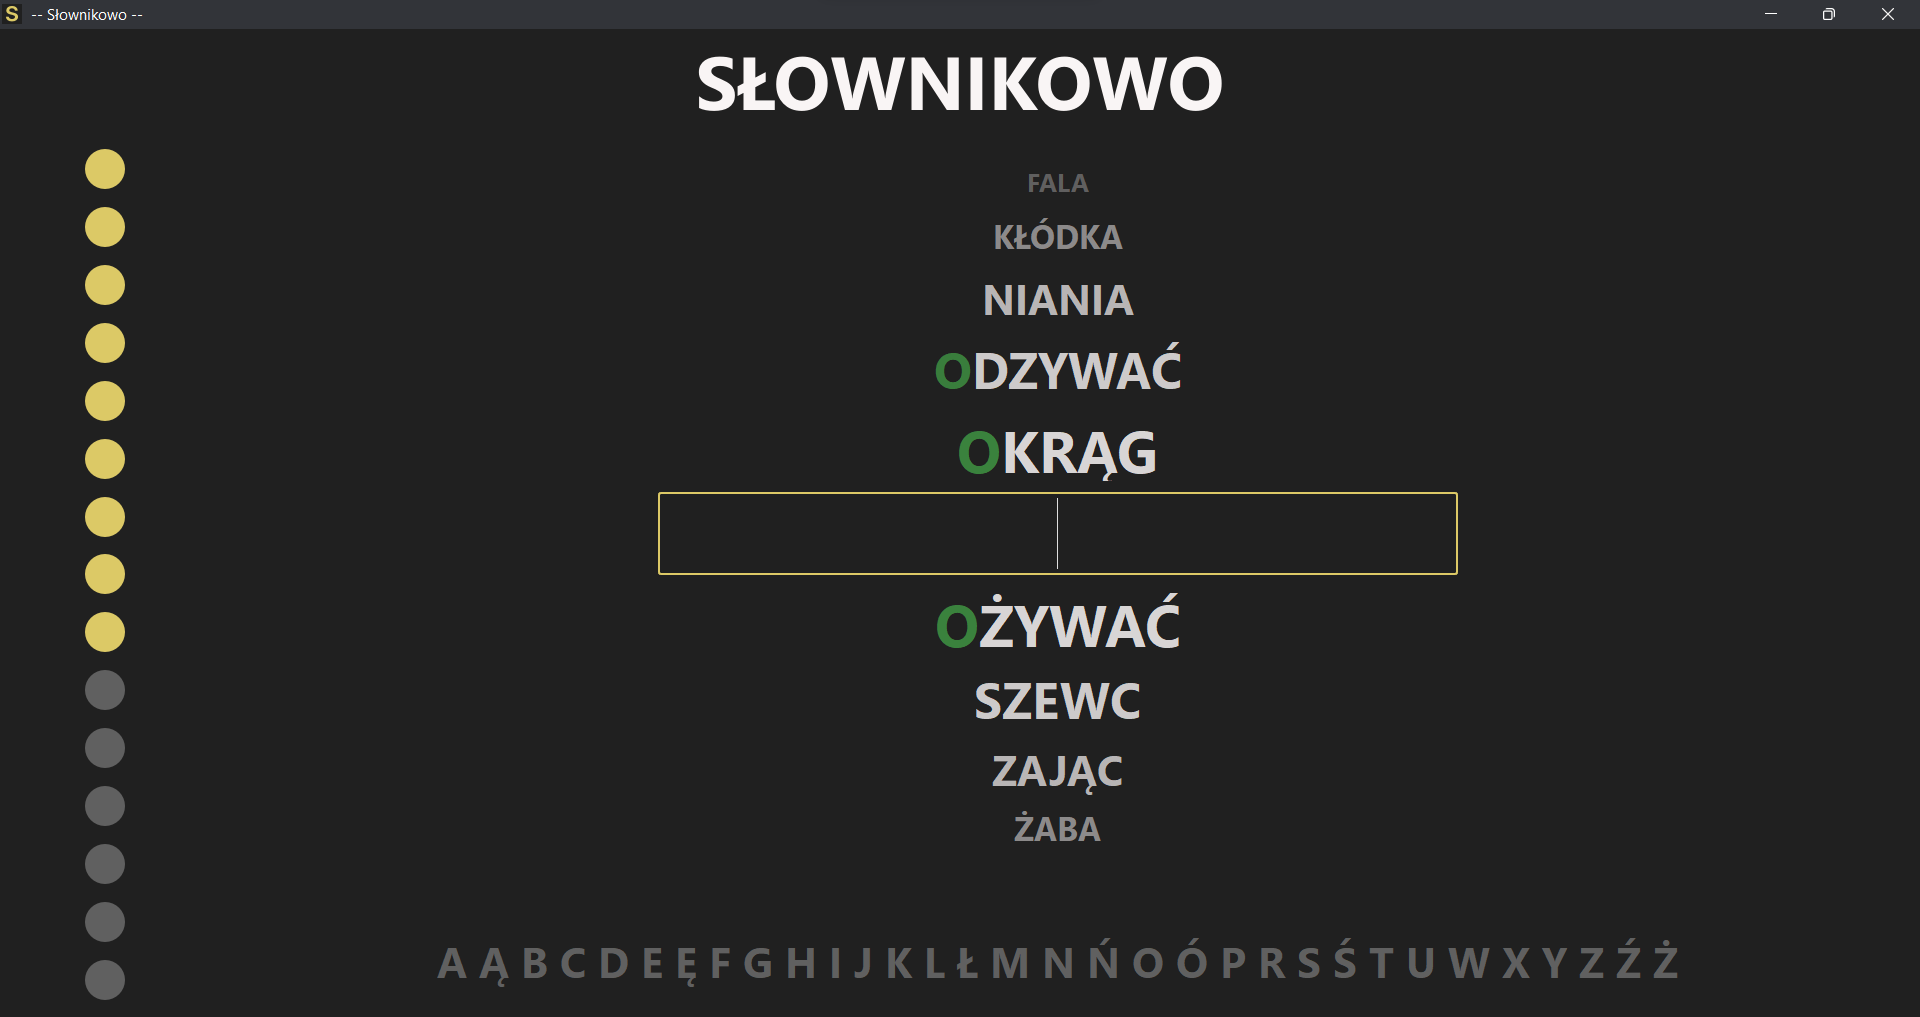 S -- Słownikowo --
SŁOWNIKOWO
FALA
KŁÓDKA
NIANIA
ODZYWAĆ
OKRĄG
OŻYWAĆ
SZEWC
ZAJĄC
ŻABA
A Ą B C D E Ę F G H I J K L Ł M N Ń O Ó P R S Ś T U W X Y Z Ź Ż